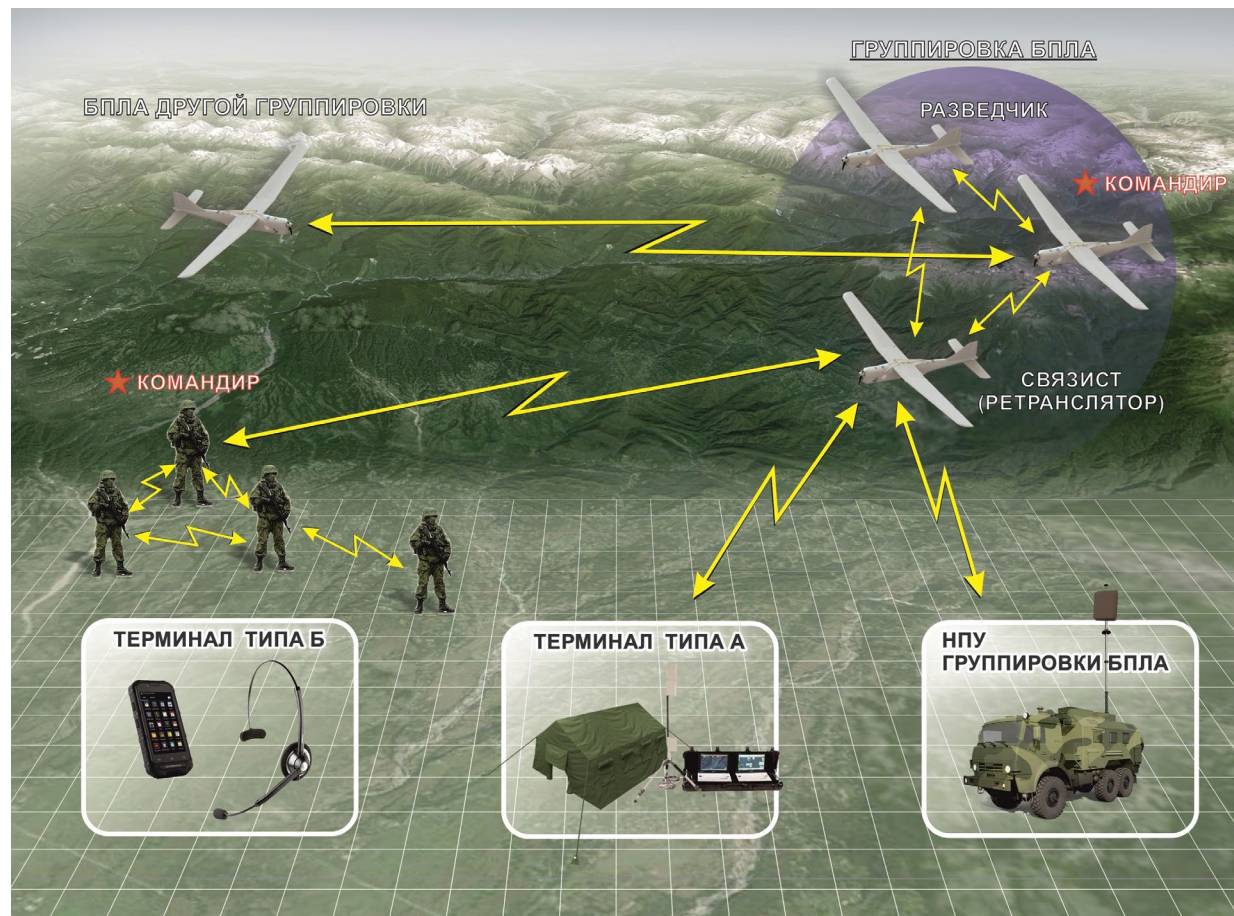 ГРУППИРОВКА БПЛА
БПЛА ДРУГОЙ ГРУППИРОВКИ
РАЗВЕДЧИК
КОМАНДИР
КОМАНДИР
СВЯЗИСТ
(РЕТРАНСЛЯТОР)
ТЕРМИНАЛ ТИПА Б
ТЕРМИНАЛ ТИПА А
НПУ
ГРУППИРОВКИ БПЛА